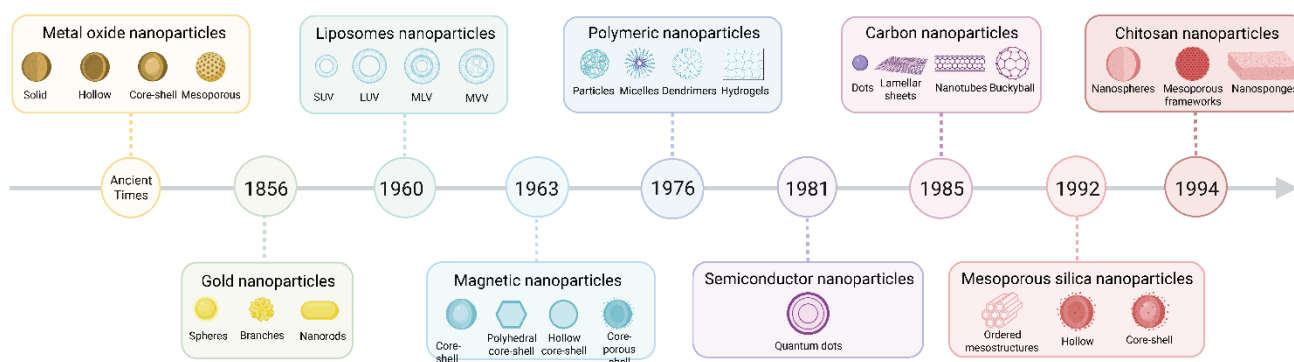 Metal oxide nanoparticles
Solid
Hollow
Core-shell
Mesoporous
Liposomes nanoparticles
SUV
LUV
MLV
MVV
Polymeric nanoparticles
Particles
Micelles
Dendrimers
Hydrogels
Carbon nanoparticles
Dots
Lamellar
sheets
Nanotubes
Buckyball
Chitosan nanoparticles
Nanospheres
Mesoporous
frameworks
Nanosponges
Ancient
Times
1856
1960
1963
1976
1981
1985
1992
1994
Gold nanoparticles
Spheres
Branches
Nanorods
Magnetic nanoparticles
Core-
shell
Polyhedral
core-shell
Hollow
core-shell
Core-
porous
shell
Semiconductor nanoparticles
Quantum dots
Mesoporous silica nanoparticles
Ordered
mesostructures
Hollow
Core-shell